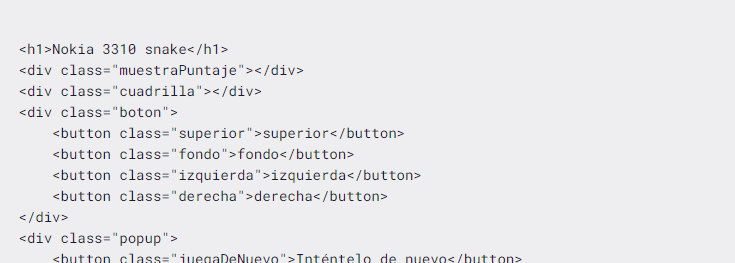 <h1>Nokia 3310 snake</h1>
<div class="muestraPuntaje"></div>
<div class="cuadrilla"></div>
<div class="boton">
    <button class="superior">superior</button>
    <button class="fondo">fondo</button>
    <button class="izquierda">izquierda</button>
    <button class="derecha">derecha</button>
</div>
<div class="popup">
    <button class="juegaDeNuevo">Inténtelo de nuevo</button>